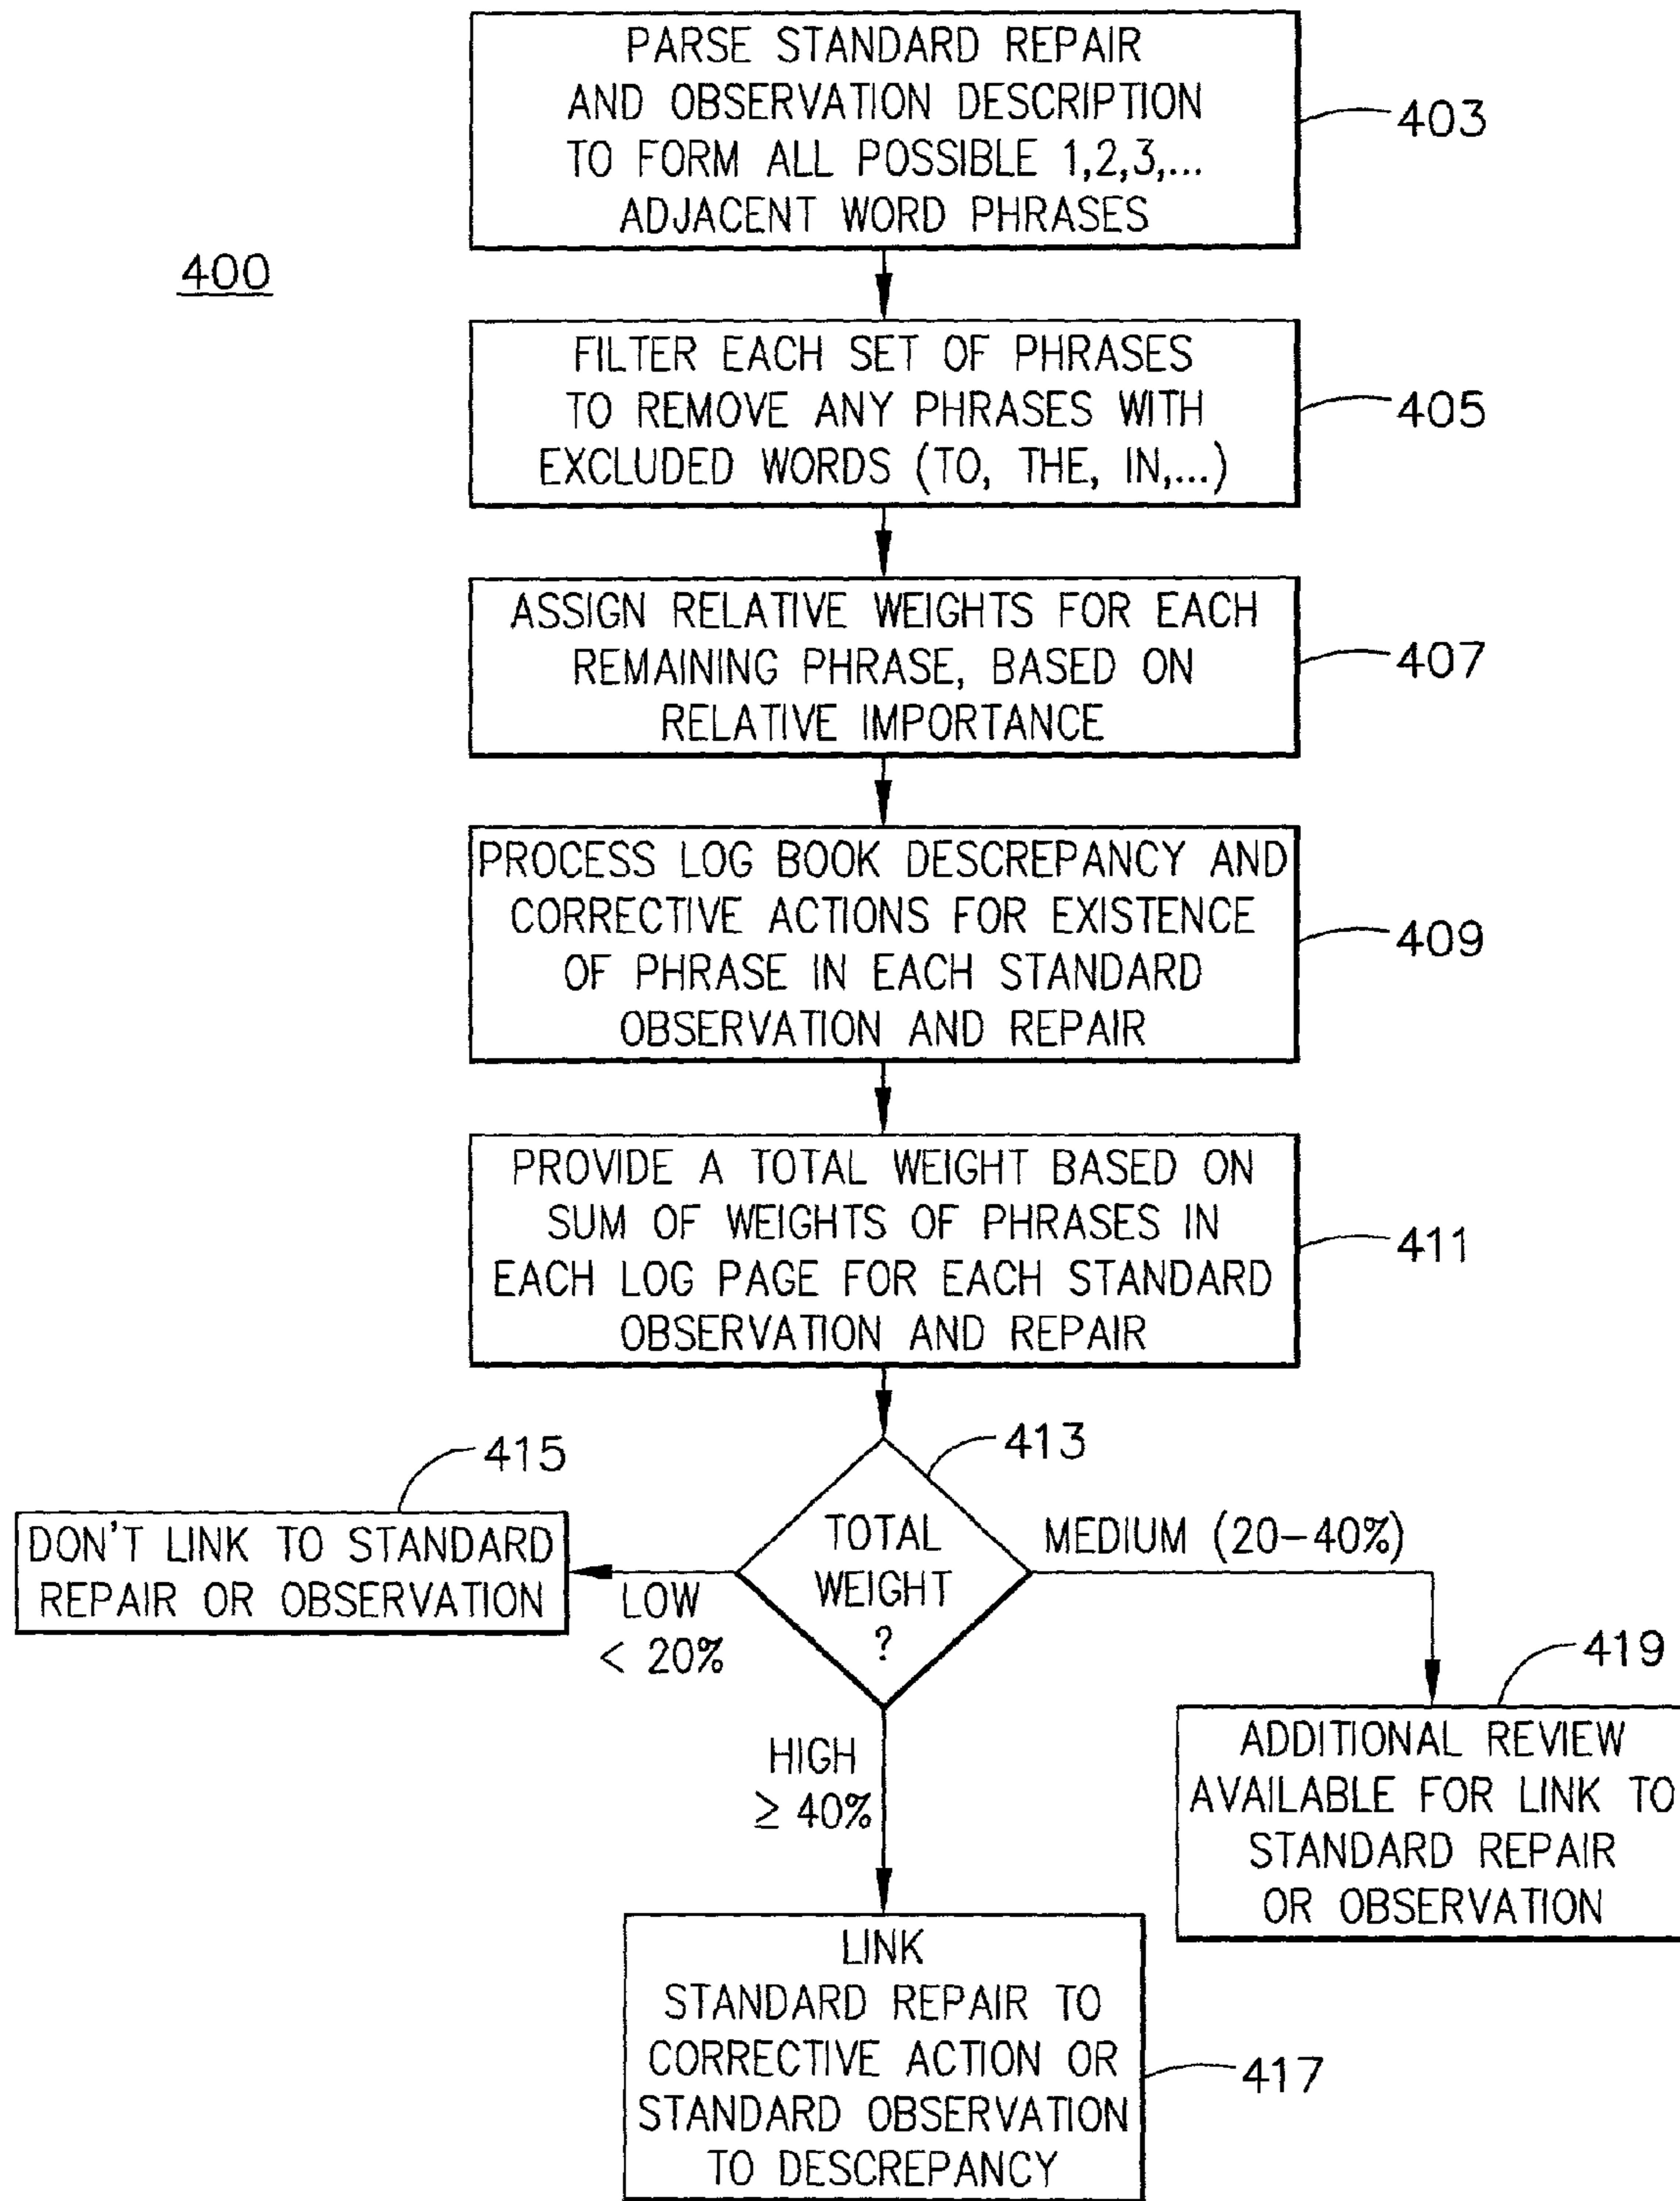 PARSE STANDARD REPAIR
AND OBSERVATION DESCRIPTION
TO FORM ALL POSSIBLE 1,2,3,...
ADJACENT WORD PHRASES
403
400
FILTER EACH SET OF PHRASES
TO REMOVE ANY PHRASES WITH
EXCLUDED WORDS (TO, THE, IN,...)
405
ASSIGN RELATIVE WEIGHTS FOR EACH
REMAINING PHRASE, BASED ON
RELATIVE IMPORTANCE
407
PROCESS LOG BOOK DESCREPANCY AND
CORRECTIVE ACTIONS FOR EXISTENCE
OF PHRASE IN EACH STANDARD
OBSERVATION AND REPAIR
409
PROVIDE A TOTAL WEIGHT BASED ON
SUM OF WEIGHTS OF PHRASES IN
EACH LOG PAGE FOR EACH STANDARD
OBSERVATION AND REPAIR
411
413
TOTAL
WEIGHT
?
415
DON'T LINK TO STANDARD
REPAIR OR OBSERVATION
LOW
< 20%
MEDIUM (20-40%)
419
ADDITIONAL REVIEW
AVAILABLE FOR LINK TO
STANDARD REPAIR
OR OBSERVATION
HIGH
≥ 40%
LINK
STANDARD REPAIR TO
CORRECTIVE ACTION OR
STANDARD OBSERVATION
TO DESCREPANCY
417